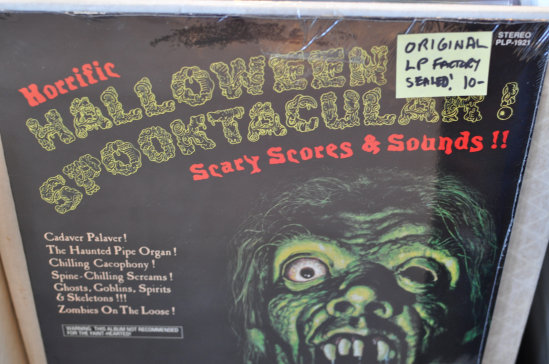 STEREO
PLP-1921
ORIGINAL
LP FACTORY
SEALED! 10-
Horrific
HALLOWEEN
SPOOKTACULAR!
Scary Scores & Sounds!!
Cadaver Palaver!
The Haunted Pipe Organ!
Chilling Cacophony!
Spine-Chilling Screams!
Ghosts, Goblins, Spirits
& Skeletons!!!
Zombies On The Loose!
WARNING: THIS ALBUM NOT RECOMMENDED
FOR THE FAINT-HEARTED!